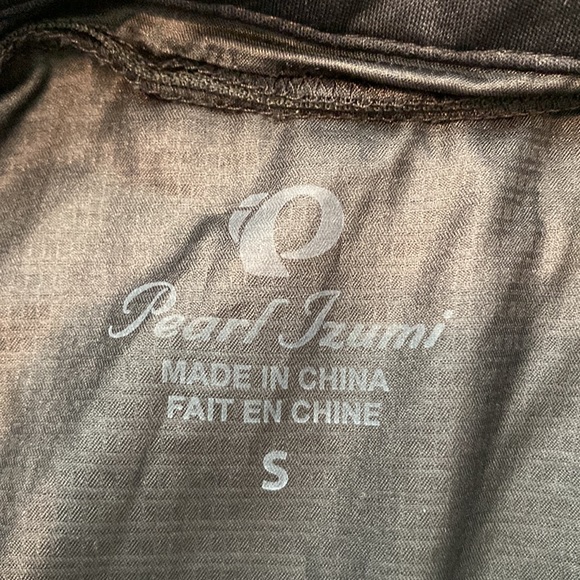 Pearl Izumi
MADE IN CHINA
FAIT EN CHINE
S